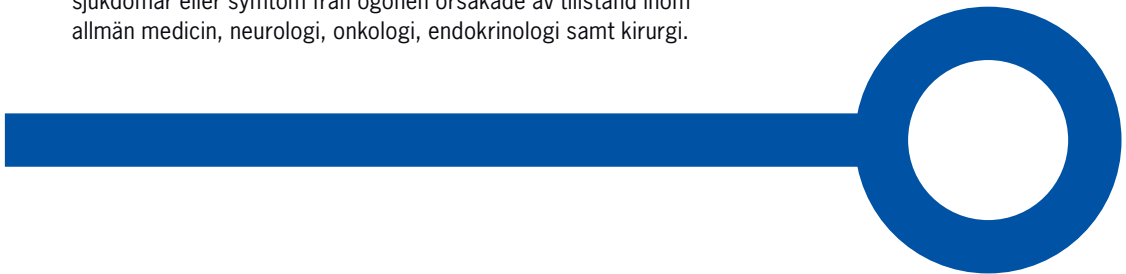 sjukdomar eller symtom från ögonen orsakade av tillstånd inom
allmän medicin, neurologi, onkologi, endokrinologi samt kirurgi.